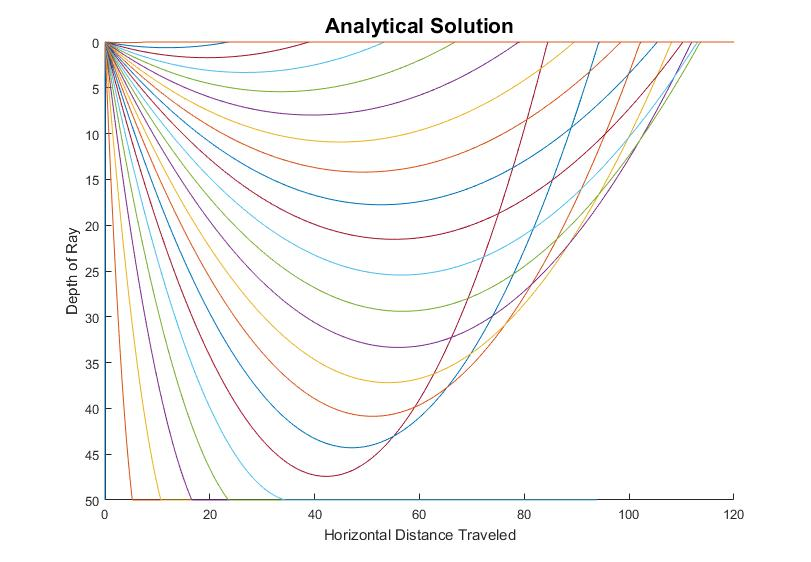 Analytical Solution
0
5
10
15
20
25
30
35
40
45
50
Depth of Ray
0 20 40 60 80 100 120
Horizontal Distance Traveled